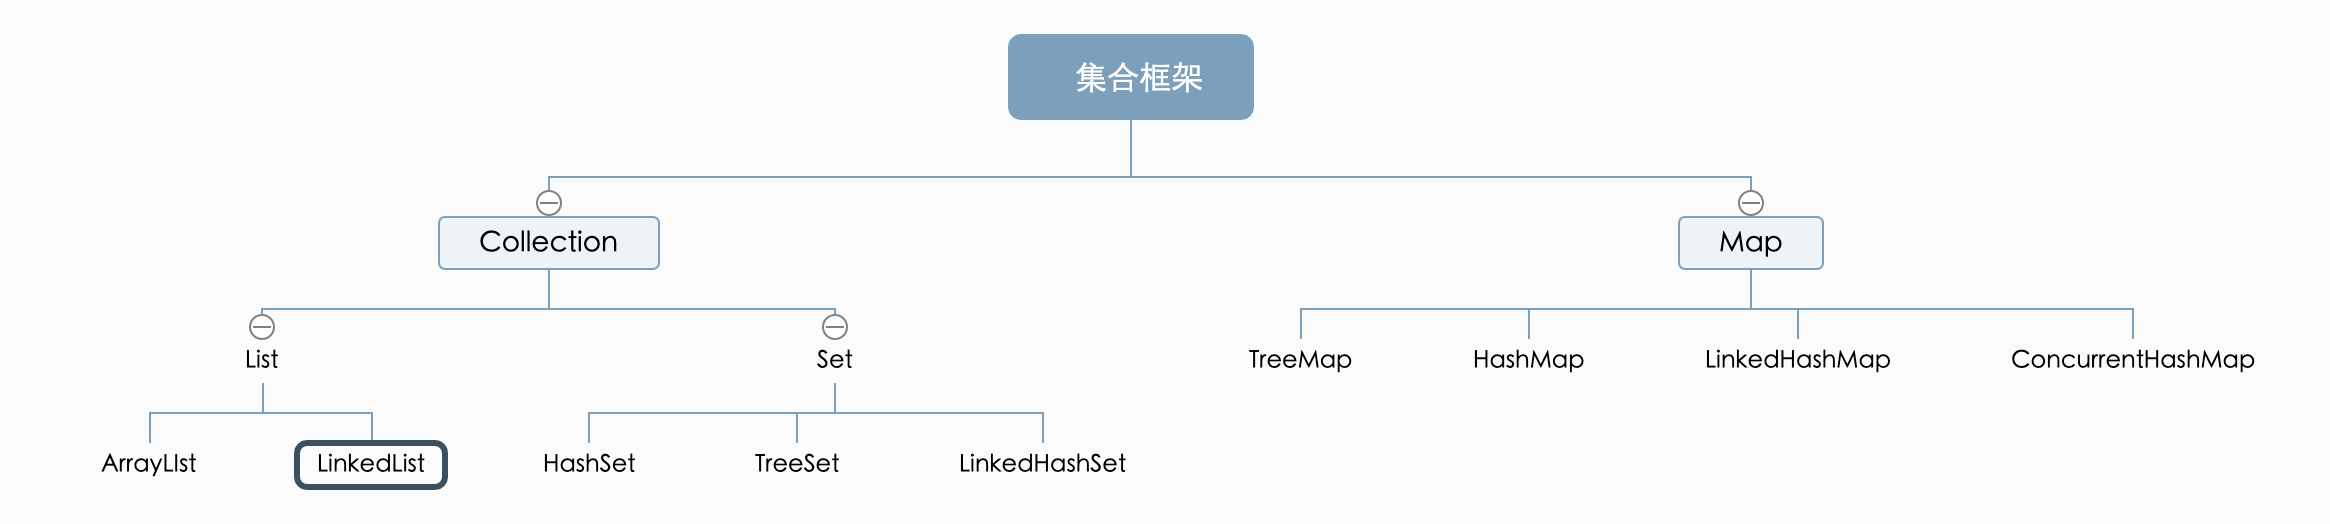 集合框架
Collection
Map
List
Set
TreeMap
HashMap
LinkedHashMap
ConcurrentHashMap
ArrayLIst
LinkedList
HashSet
TreeSet
LinkedHashSet